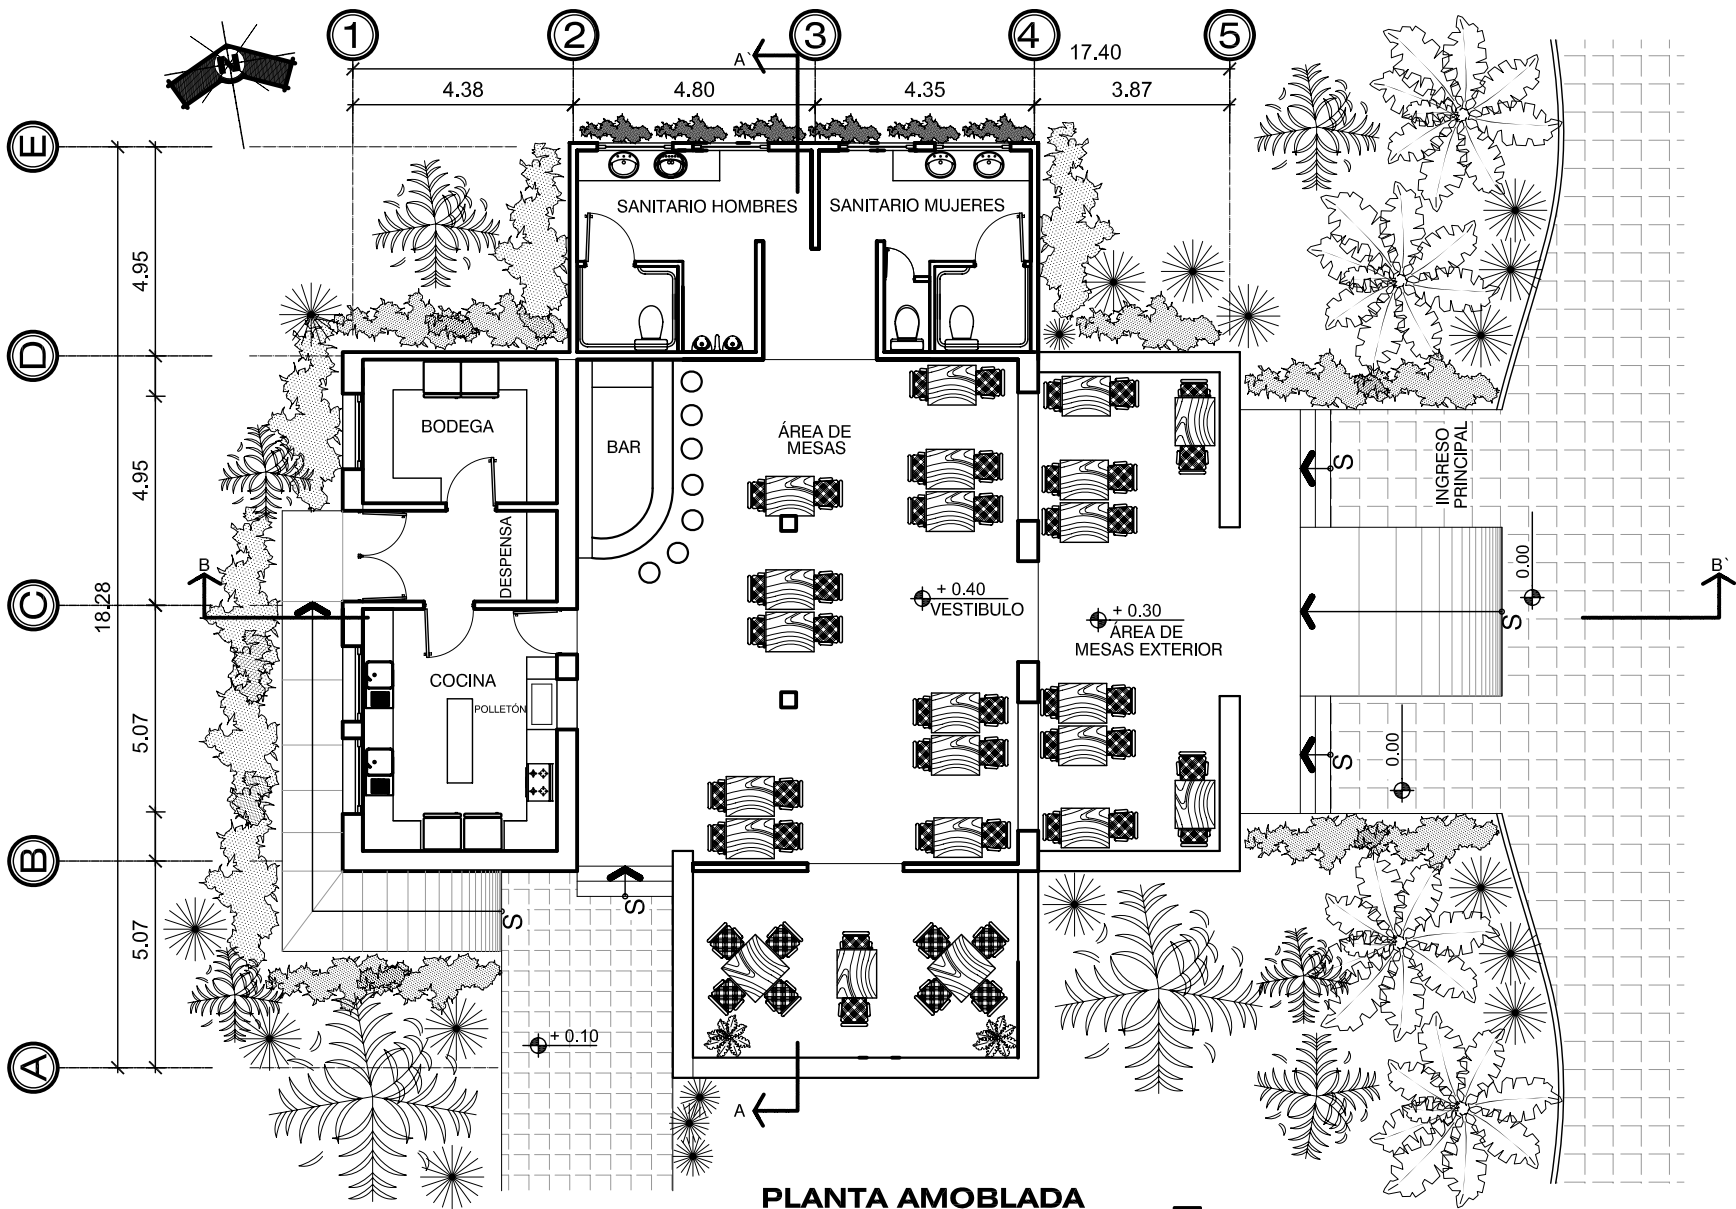 1
2
3
4
5
A`
17.40
4.38
4.80
4.35
3.87
N
E
D
C
B
A
4.95
4.95
18.28
5.07
5.07
SANITARIO HOMBRES
SANITARIO MUJERES
BODEGA
BAR
ÁREA DE
MESAS
DESPENSA
INGRESO
PRINCIPAL
S
B
B`
+ 0.40
VESTIBULO
+ 0.30
ÁREA DE
MESAS EXTERIOR
0.00
S
COCINA
POLLETÓN
S
0.00
S
S
+ 0.10
A
PLANTA AMOBLADA